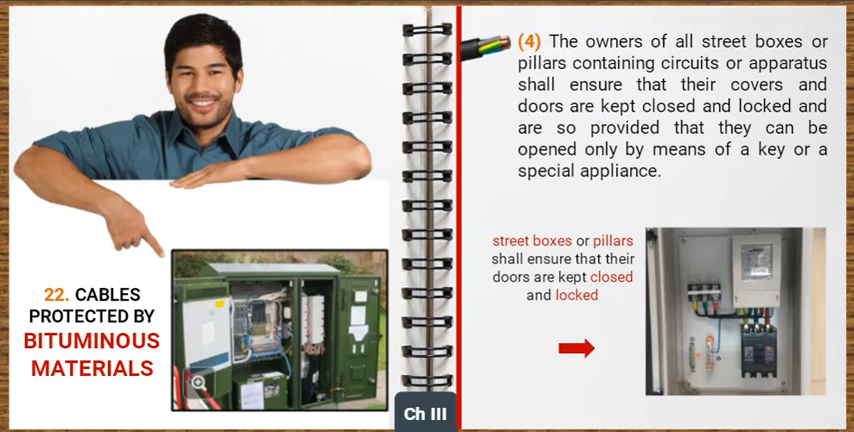 22. CABLES
PROTECTED BY
BITUMINOUS
MATERIALS
Ch III
(4) The owners of all street boxes or
pillars containing circuits or apparatus
shall ensure that their covers and
doors are kept closed and locked and
are so provided that they can be
opened only by means of a key or a
special appliance.
street boxes or pillars
shall ensure that their
doors are kept closed
and locked